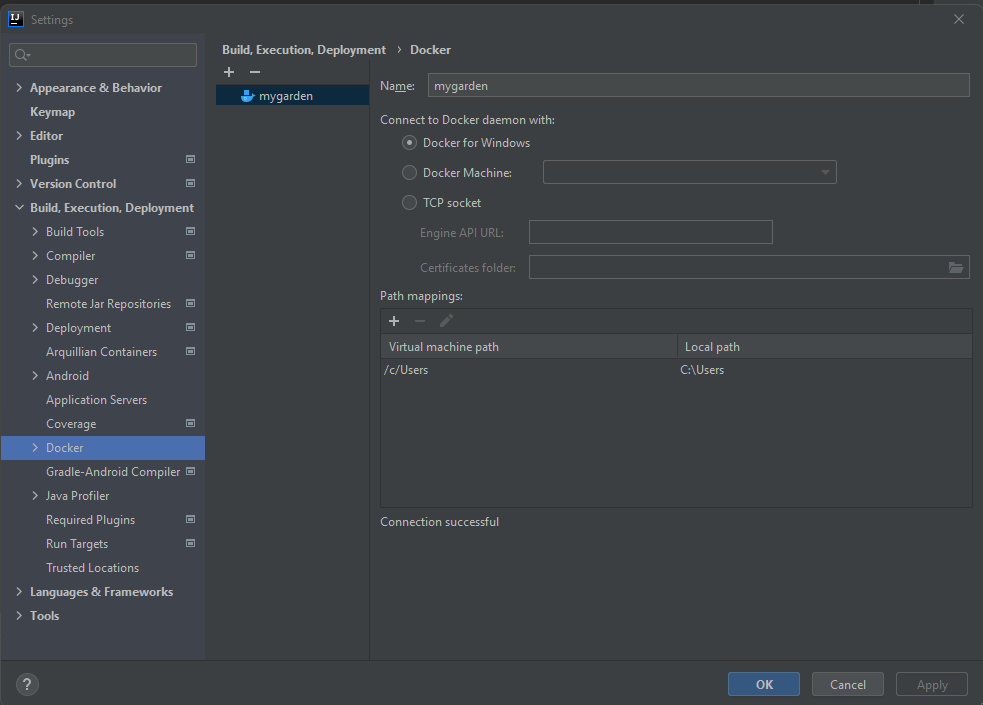 IJ
Settings
Appearance & Behavior
Keymap
Editor
Plugins
Version Control
Build, Execution, Deployment
Build Tools
Compiler
Debugger
Remote Jar Repositories
Deployment
Arquillian Containers
Android
Application Servers
Coverage
Docker
Gradle-Android Compiler
Java Profiler
Required Plugins
Run Targets
Trusted Locations
Languages & Frameworks
Tools
Build, Execution, Deployment › Docker
mygarden
Name: mygarden
Connect to Docker daemon with:
Docker for Windows
Docker Machine:
TCP socket
Engine API URL:
Certificates folder:
Path mappings:
Virtual machine path Local path
/c/Users C:\Users
Connection successful
? OK Cancel Apply